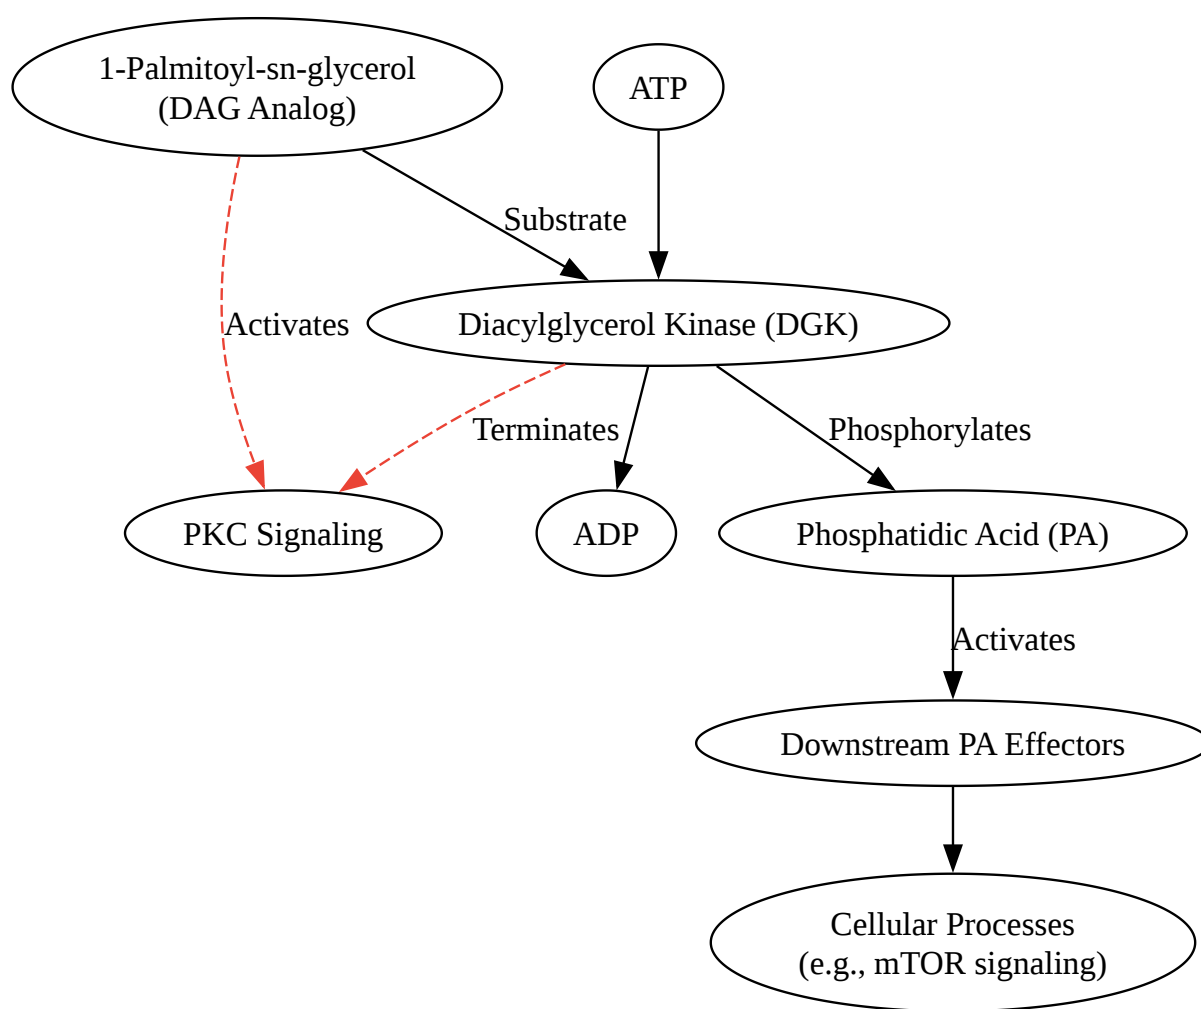 1-Palmitoyl-sn-glycerol
(DAG Analog)
ATP
Substrate
Activates
Diacylglycerol Kinase (DGK)
Terminates
Phosphorylates
PKC Signaling
ADP
Phosphatidic Acid (PA)
Activates
Downstream PA Effectors
Cellular Processes
(e.g., mTOR signaling)